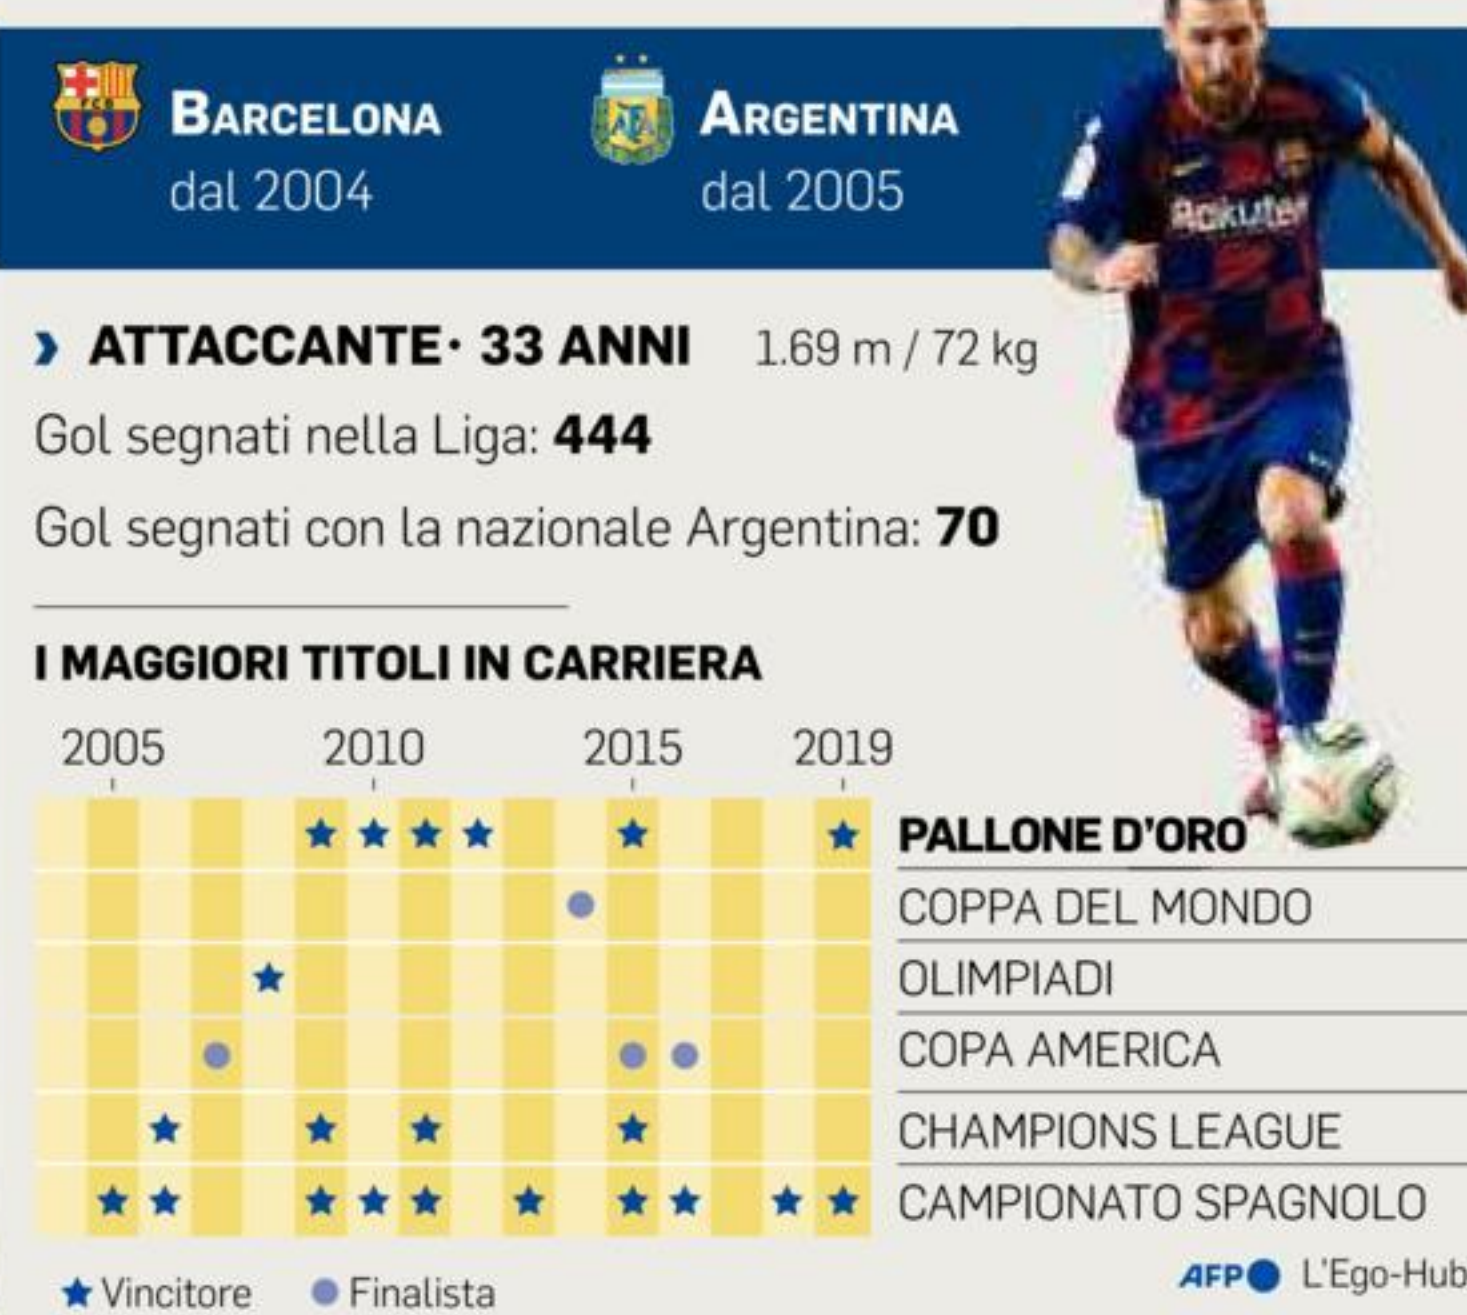 FCB
BARCELONA
dal 2004
AFA
ARGENTINA
dal 2005
Rakuten
ATTACCANTE· 33 ANNI 1.69 m / 72 kg
Gol segnati nella Liga: 444
Gol segnati con la nazionale Argentina: 70
I MAGGIORI TITOLI IN CARRIERA
2005 2010 2015 2019
PALLONE D'ORO
COPPA DEL MONDO
OLIMPIADI
COPA AMERICA
CHAMPIONS LEAGUE
CAMPIONATO SPAGNOLO
Vincitore Finalista
AFP L'Ego-Hub